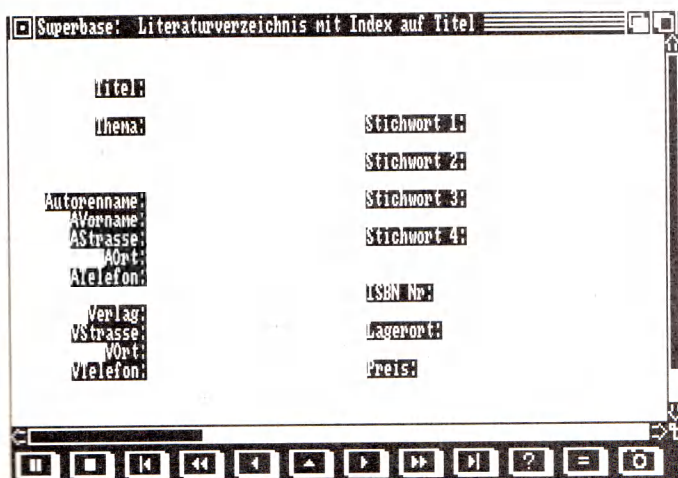 Superbase: Literaturverzeichnis mit Index auf Titel
Titel:
Thema:
Autorenname:
AVorname:
AStrasse:
AOrt:
ATelefon:
Verlag:
VStrasse:
VOrt:
VTelefon:
Stichwort 1:
Stichwort 2:
Stichwort 3:
Stichwort 4:
ISBN Nr:
Lagerort:
Preis:
? =